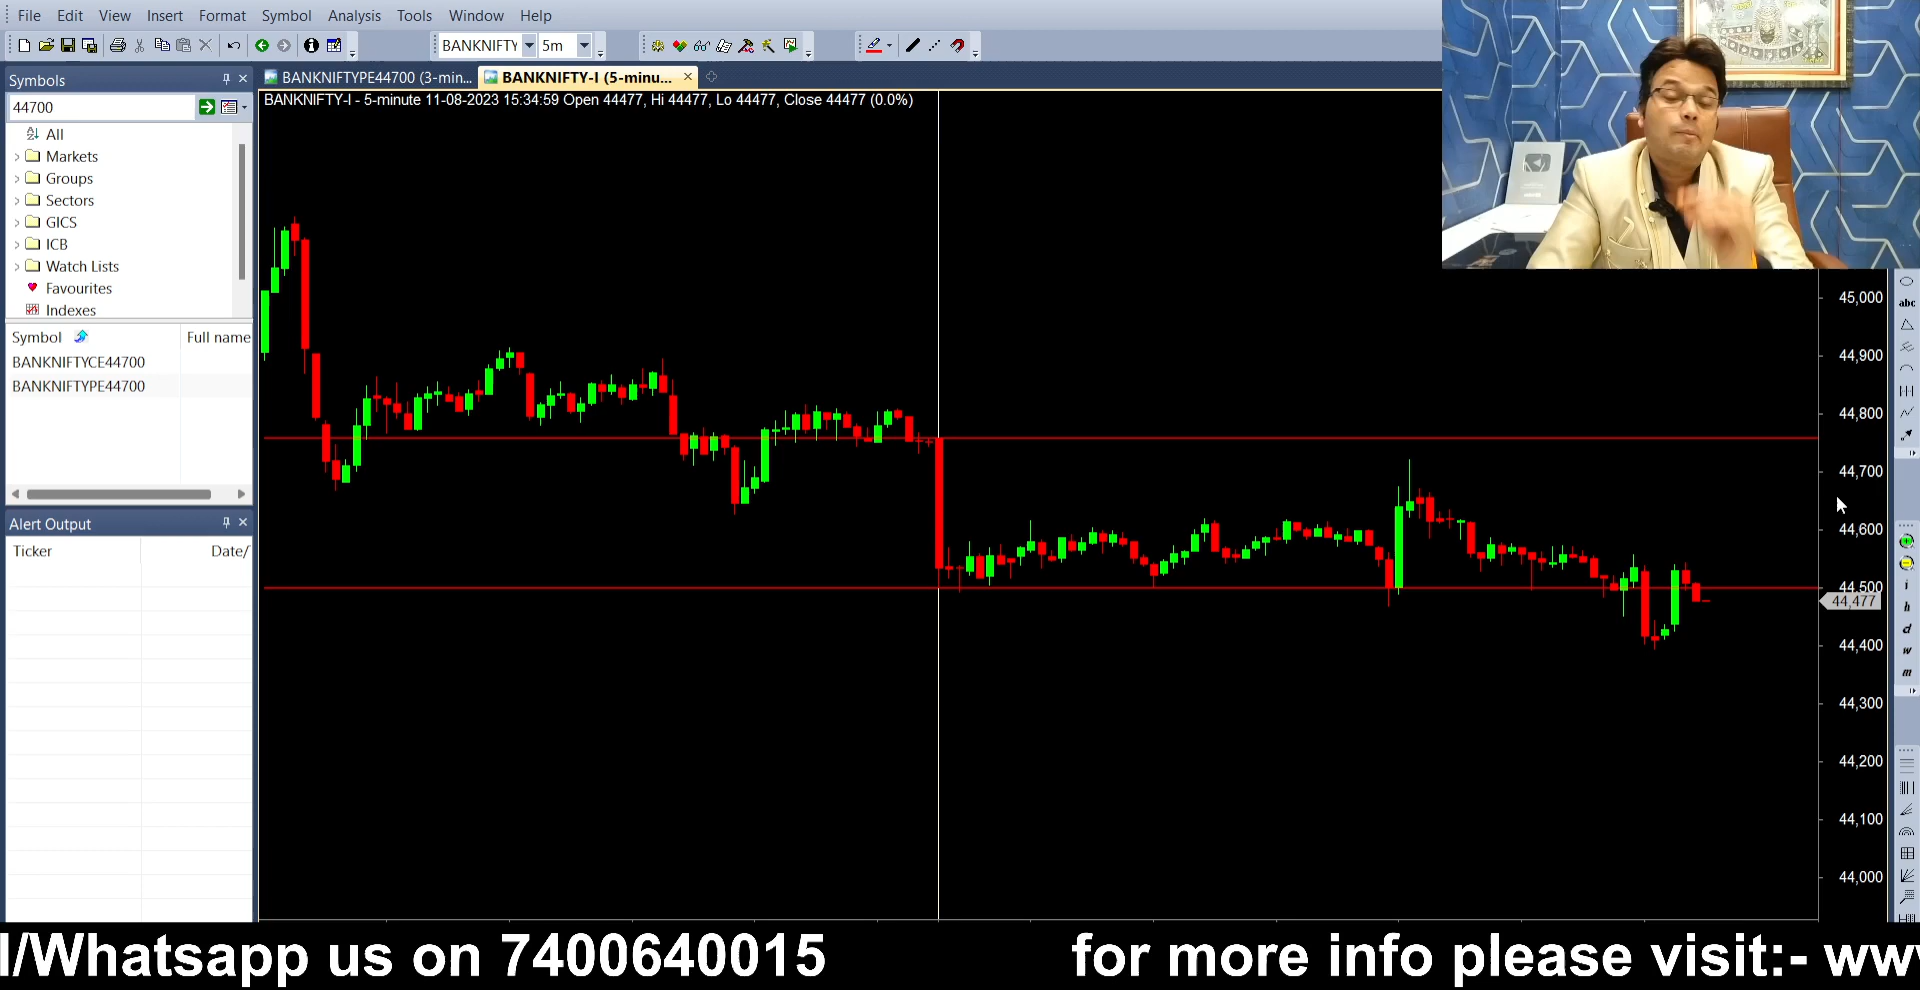 File Edit View Insert Format Symbol Analysis Tools Window Help
BANKNIFTY 5m
Symbols
BANKNIFTYPE44700 (3-min... BANKNIFTY-I (5-minu...
44700
BANKNIFTY-I - 5-minute 11-08-2023 15:34:59 Open 44477, Hi 44477, Lo 44477, Close 44477 (0.0%)
All
Markets
Groups
Sectors
GICS
ICB
Watch Lists
Favourites
Indexes
Symbol Full name
BANKNIFTYCE44700
BANKNIFTYPE44700
Alert Output
Ticker Date/
45,000
44,900
44,800
44,700
44,600
44,500
44,477
44,400
44,300
44,200
44,100
44,000
abc
i
h
d
w
m
l/Whatsapp us on 7400640015 for more info please visit:- ww